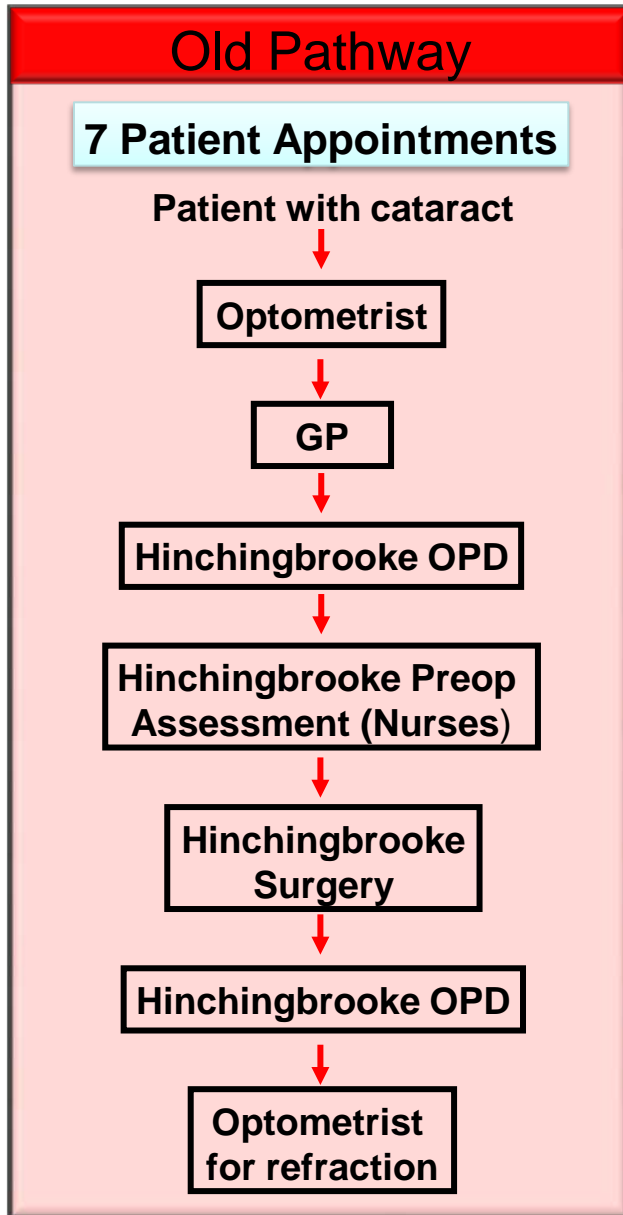 Old Pathway
7 Patient Appointments
Patient with cataract
Optometrist
GP
Hinchingbrooke OPD
Hinchingbrooke Preop
Assessment (Nurses)
Hinchingbrooke
Surgery
Hinchingbrooke OPD
Optometrist
for refraction